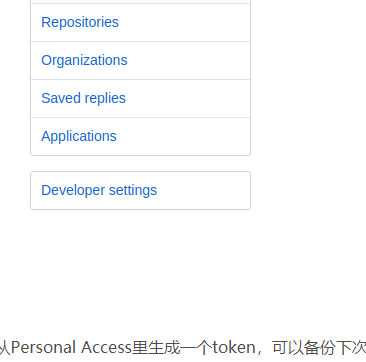 Repositories
Organizations
Saved replies
Applications
Developer settings
从Personal Access里生成一个token，可以备份下次